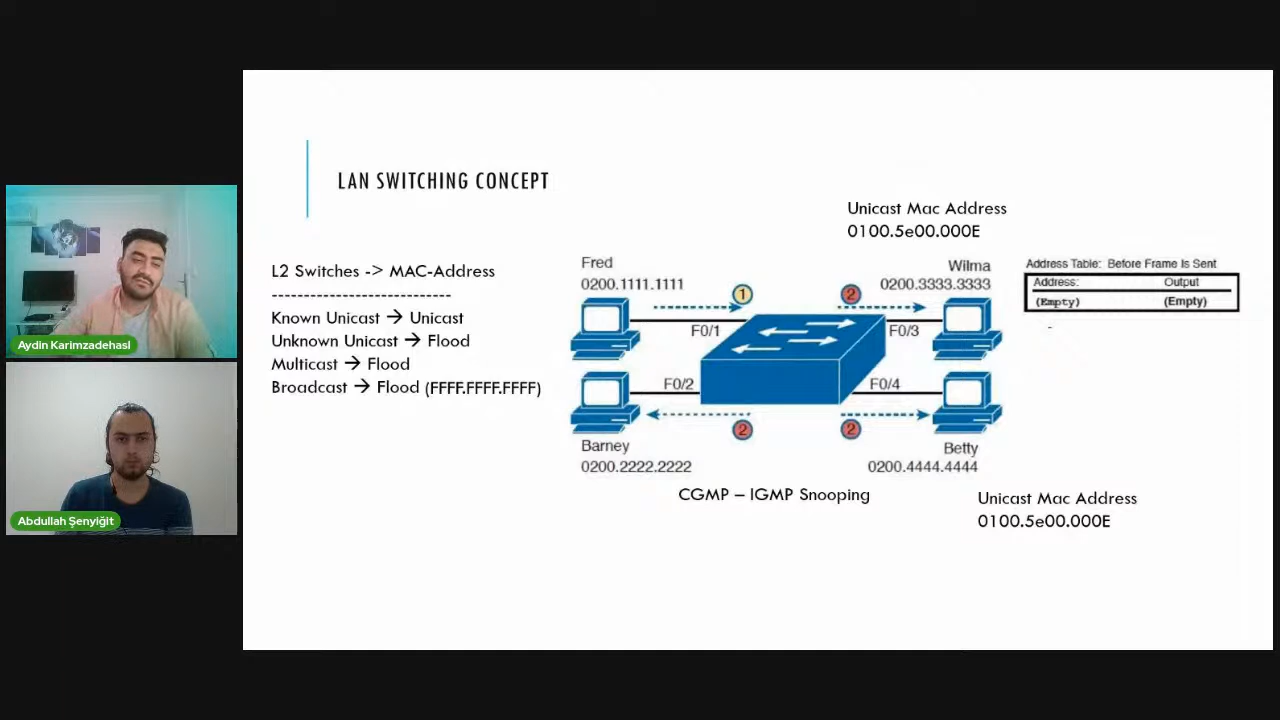 LAN SWITCHING CONCEPT
L2 Switches -> MAC-Address
----------------------------
Known Unicast → Unicast
Unknown Unicast → Flood
Multicast → Flood
Broadcast → Flood (FFFF.FFFF.FFFF)
Unicast Mac Address
0100.5e00.000E
Fred
0200.1111.1111
1
F0/1
Wilma
0200.3333.3333
2
F0/3
Barney
0200.2222.2222
2
F0/2
Betty
0200.4444.4444
2
F0/4
CGMP – IGMP Snooping
Unicast Mac Address
0100.5e00.000E
Address Table: Before Frame Is Sent
Address: Output
(Empty) (Empty)
-
Aydin Karimzadehasl
Abdullah Şenyiğit